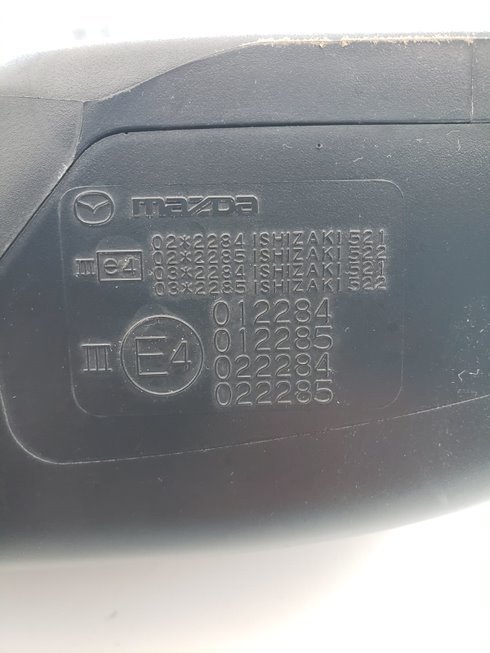 mazda
02*2284 ISHIZAKI 521
02*2285 ISHIZAKI 522
III e4
03*2284 ISHIZAKI 521
03*2285 ISHIZAKI 522
012284
012285
III E4
022284
022285